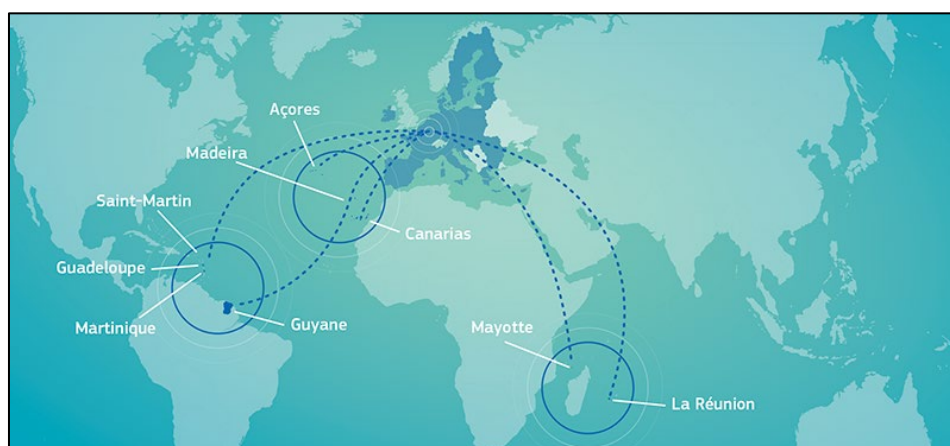 Açores
Madeira
Saint-Martin
Canarias
Guadeloupe
Martinique
Guyane
Mayotte
La Réunion